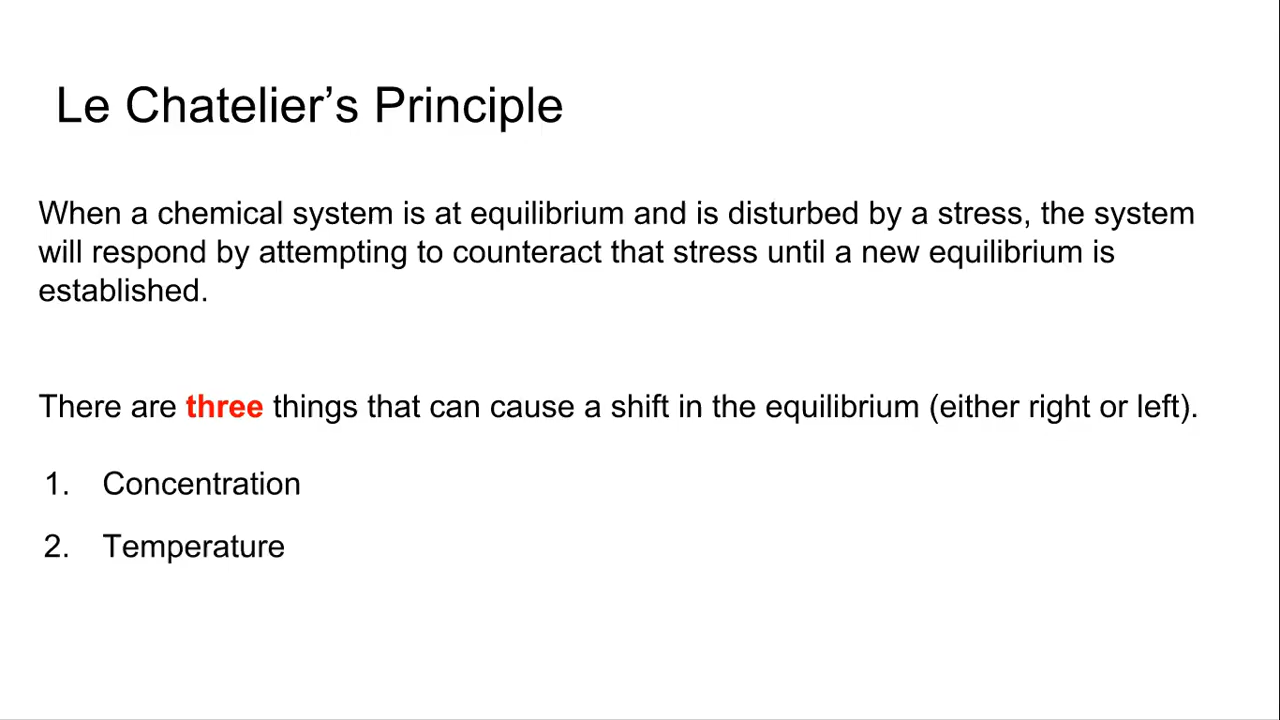 Le Chatelier’s Principle
When a chemical system is at equilibrium and is disturbed by a stress, the system
will respond by attempting to counteract that stress until a new equilibrium is
established.
There are three things that can cause a shift in the equilibrium (either right or left).
1. Concentration
2. Temperature